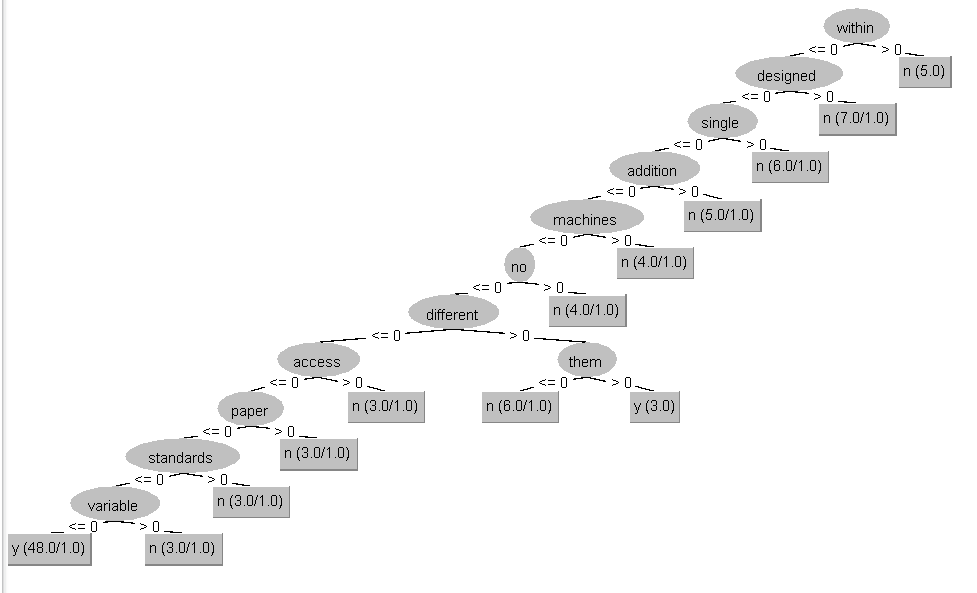 within
<= 0 > 0
designed n (5.0)
<= 0 > 0
single n (7.0/1.0)
<= 0 > 0
addition n (6.0/1.0)
<= 0 > 0
machines n (5.0/1.0)
<= 0 > 0
no n (4.0/1.0)
<= 0 > 0
different n (4.0/1.0)
<= 0 > 0
access them
<= 0 > 0 <= 0 > 0
paper n (3.0/1.0) n (6.0/1.0) y (3.0)
<= 0 > 0
standards n (3.0/1.0)
<= 0 > 0
variable n (3.0/1.0)
<= 0 > 0
y (48.0/1.0) n (3.0/1.0)